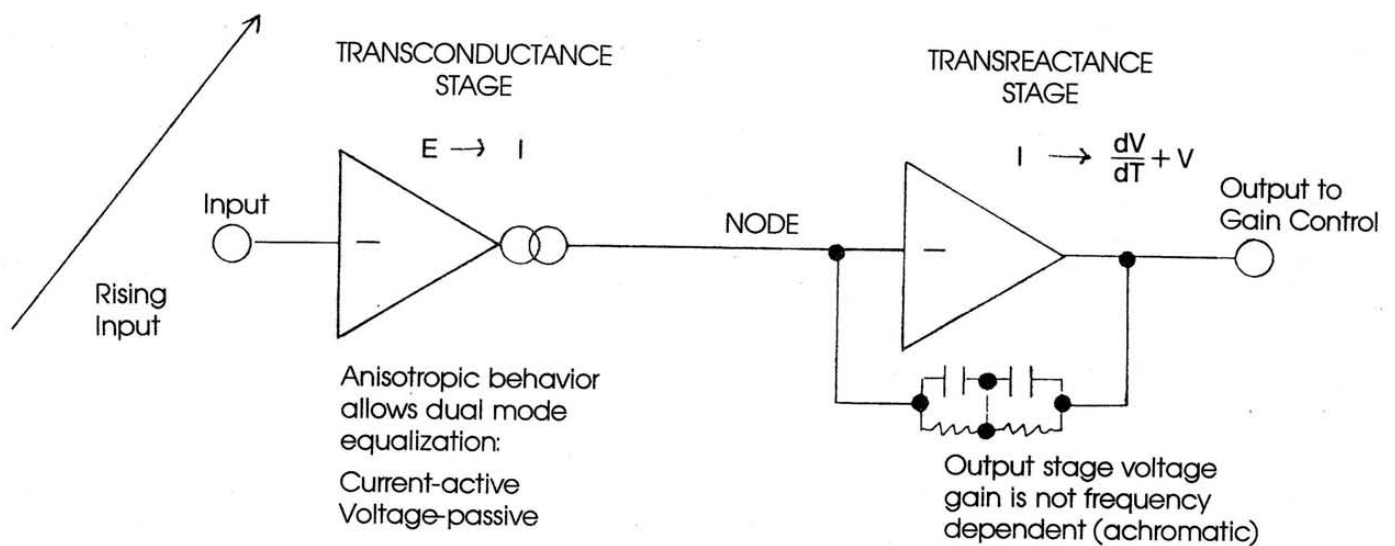 TRANSCONDUCTANCE
STAGE
E → I
Input
Rising
Input
−
Anisotropic behavior
allows dual mode
equalization:
Current-active
Voltage-passive
NODE
TRANSREACTANCE
STAGE
I → dV/dT + V
−
Output to
Gain Control
Output stage voltage
gain is not frequency
dependent (achromatic)